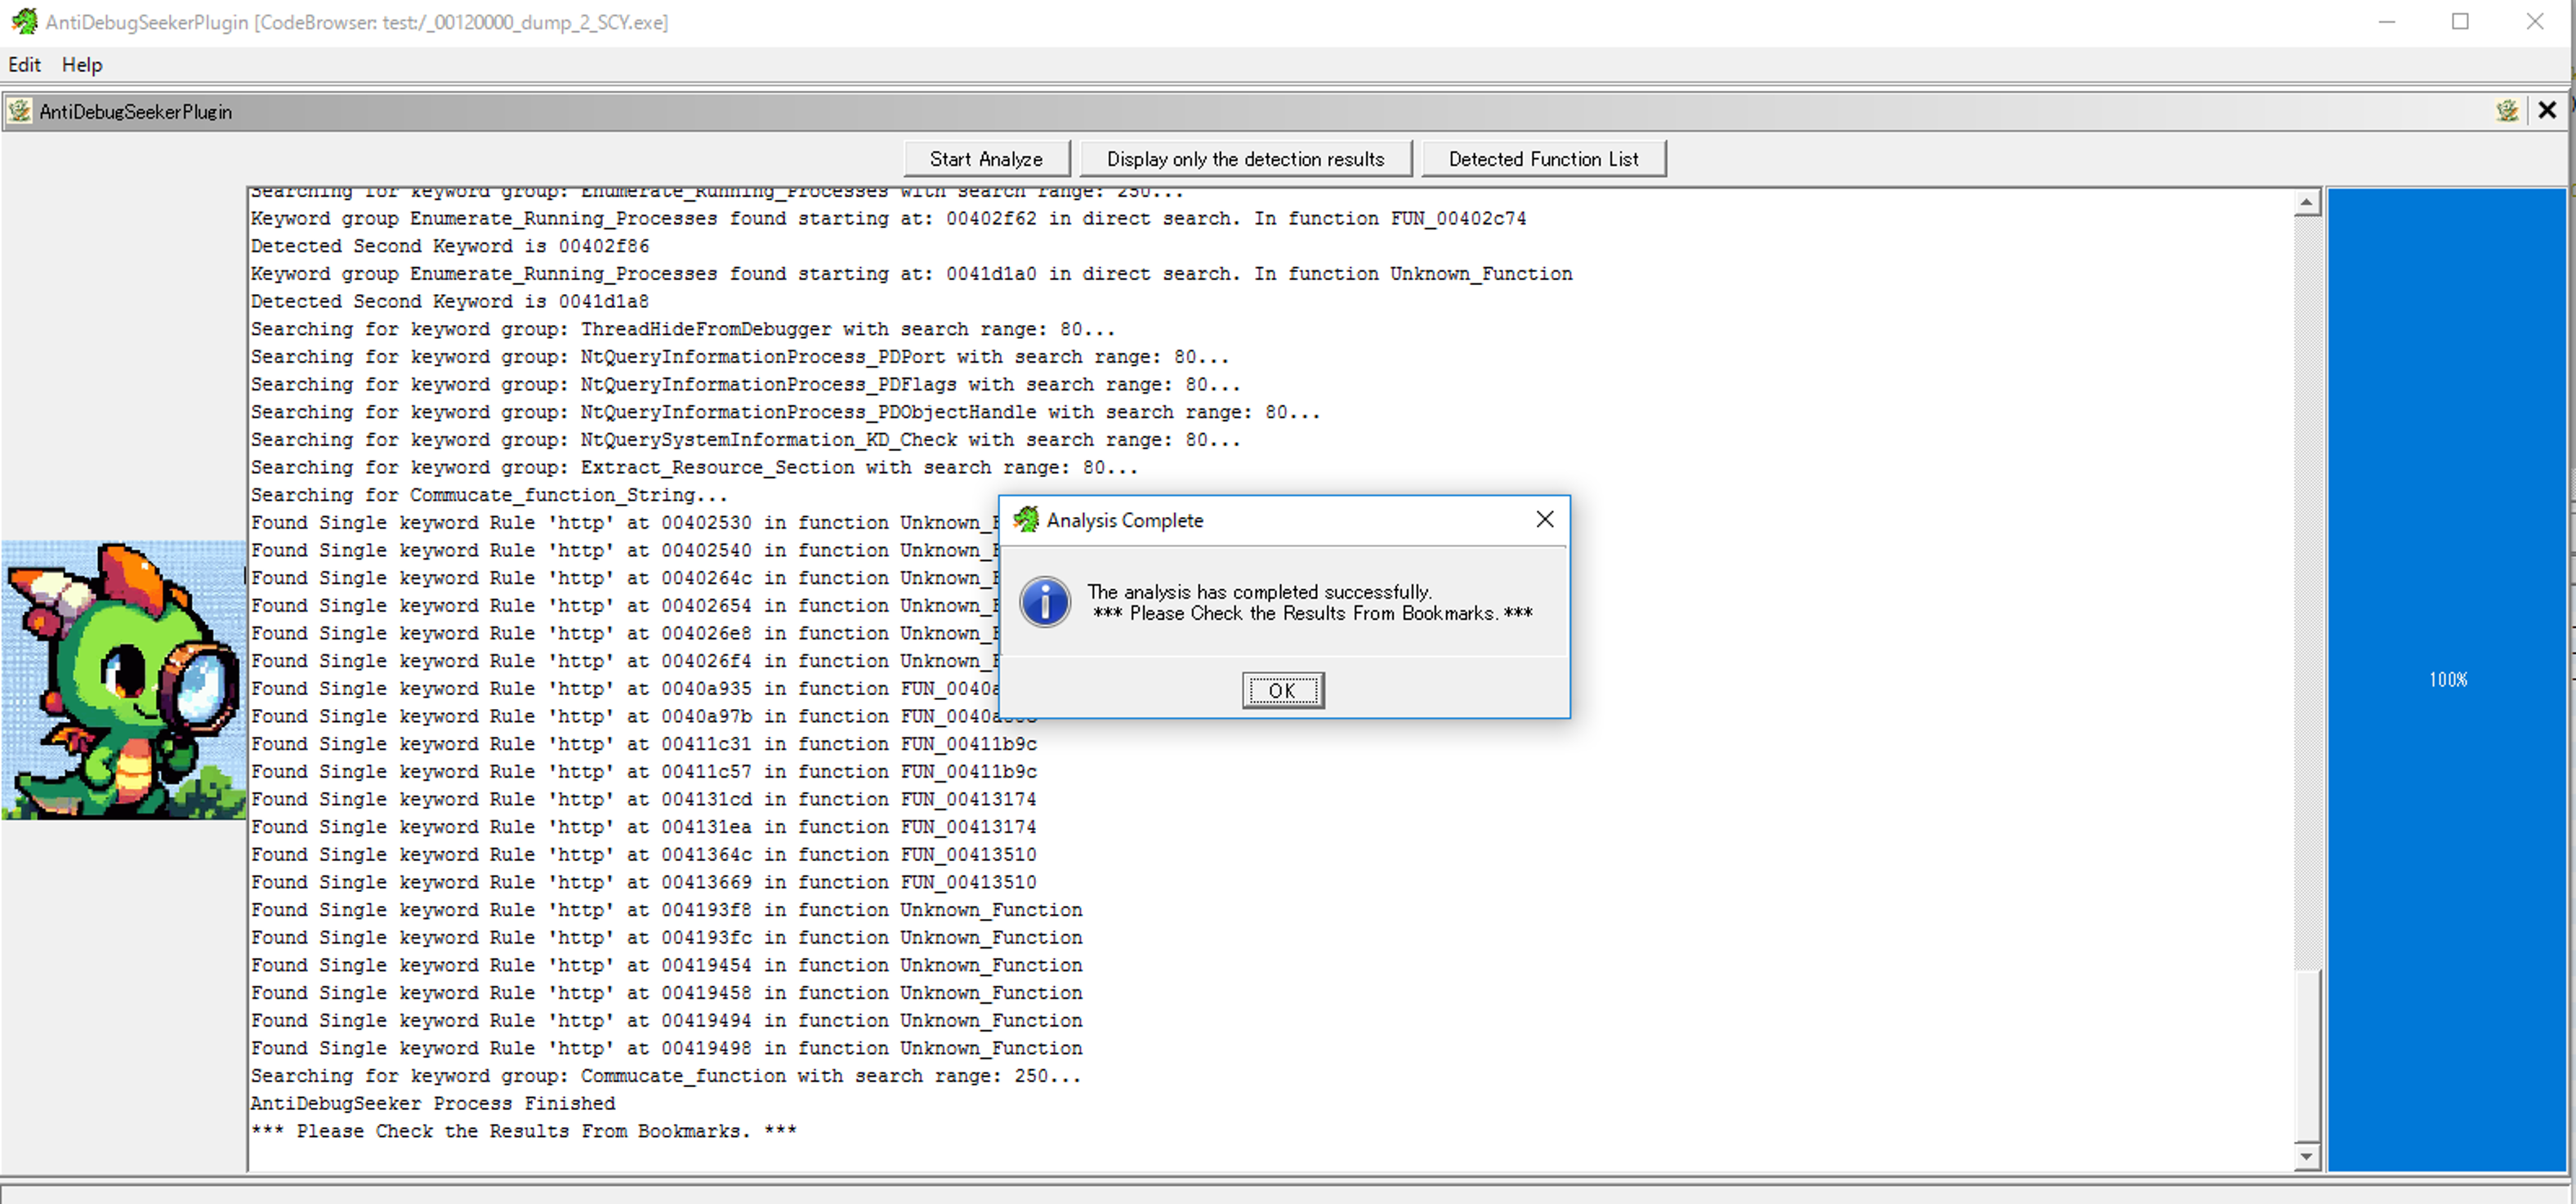 AntiDebugSeekerPlugin [CodeBrowser: test:/_00120000_dump_2_SCY.exe]
Edit Help
AntiDebugSeekerPlugin
Start Analyze Display only the detection results Detected Function List
Searching for keyword group: Enumerate_Running_Processes with search range: 250...
Keyword group Enumerate_Running_Processes found starting at: 00402f62 in direct search. In function FUN_00402c74
Detected Second Keyword is 00402f86
Keyword group Enumerate_Running_Processes found starting at: 0041d1a0 in direct search. In function Unknown_Function
Detected Second Keyword is 0041d1a8
Searching for keyword group: ThreadHideFromDebugger with search range: 80...
Searching for keyword group: NtQueryInformationProcess_PDPort with search range: 80...
Searching for keyword group: NtQueryInformationProcess_PDFlags with search range: 80...
Searching for keyword group: NtQueryInformationProcess_PDObjectHandle with search range: 80...
Searching for keyword group: NtQuerySystemInformation_KD_Check with search range: 80...
Searching for keyword group: Extract_Resource_Section with search range: 80...
Searching for Commucate_function_String...
Found Single keyword Rule 'http' at 00402530 in function
Found Single keyword Rule 'http' at 00402540 in function
Found Single keyword Rule 'http' at 0040264c in function
Found Single keyword Rule 'http' at 00402654 in function
Found Single keyword Rule 'http' at 004026e8 in function
Found Single keyword Rule 'http' at 004026f4 in function
Found Single keyword Rule 'http' at 0040a935 in function
Found Single keyword Rule 'http' at 0040a97b in function
Found Single keyword Rule 'http' at 00411c31 in function FUN_00411b9c
Found Single keyword Rule 'http' at 00411c57 in function FUN_00411b9c
Found Single keyword Rule 'http' at 004131cd in function FUN_00413174
Found Single keyword Rule 'http' at 004131ea in function FUN_00413174
Found Single keyword Rule 'http' at 0041364c in function FUN_00413510
Found Single keyword Rule 'http' at 00413669 in function FUN_00413510
Found Single keyword Rule 'http' at 004193f8 in function Unknown_Function
Found Single keyword Rule 'http' at 004193fc in function Unknown_Function
Found Single keyword Rule 'http' at 00419454 in function Unknown_Function
Found Single keyword Rule 'http' at 00419458 in function Unknown_Function
Found Single keyword Rule 'http' at 00419494 in function Unknown_Function
Found Single keyword Rule 'http' at 00419498 in function Unknown_Function
Searching for keyword group: Commucate_function with search range: 250...
AntiDebugSeeker Process Finished
*** Please Check the Results From Bookmarks. ***
Analysis Complete
The analysis has completed successfully.
*** Please Check the Results From Bookmarks. ***
OK
100%